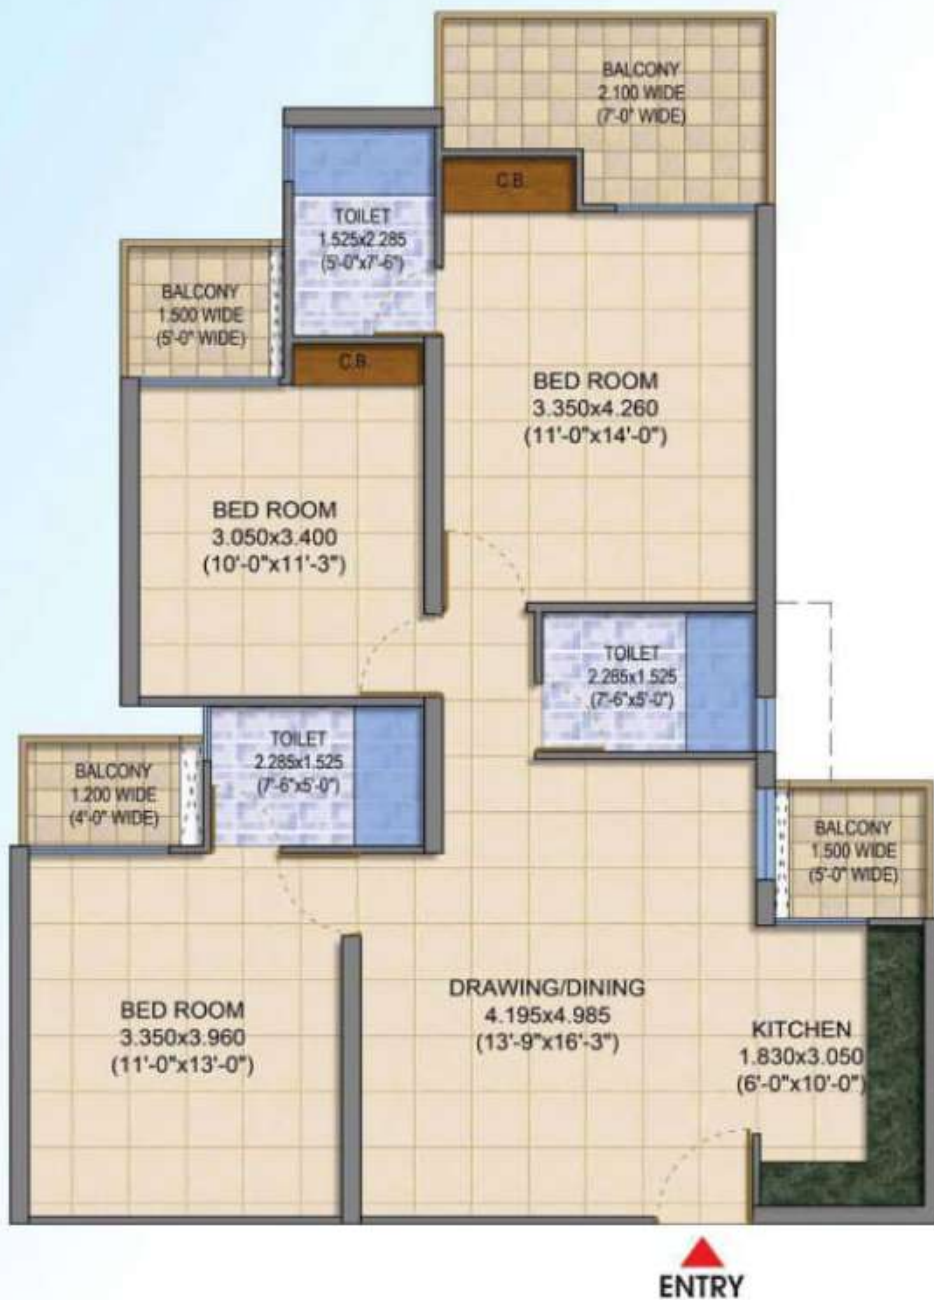 BALCONY
2.100 WIDE
(7'-0" WIDE)
C.B.
TOILET
1.525x2.285
(5'-0"x7'-6")
BALCONY
1.500 WIDE
(5'-0" WIDE)
C.B.
BED ROOM
3.350x4.260
(11'-0"x14'-0")
BED ROOM
3.050x3.400
(10'-0"x11'-3")
TOILET
2.285x1.525
(7'-6"x5'-0")
TOILET
2.285x1.525
(7'-6"x5'-0")
BALCONY
1.200 WIDE
(4'-0" WIDE)
BALCONY
1.500 WIDE
(5'-0" WIDE)
DRAWING/DINING
4.195x4.985
(13'-9"x16'-3")
BED ROOM
3.350x3.960
(11'-0"x13'-0")
KITCHEN
1.830x3.050
(6'-0"x10'-0")
ENTRY